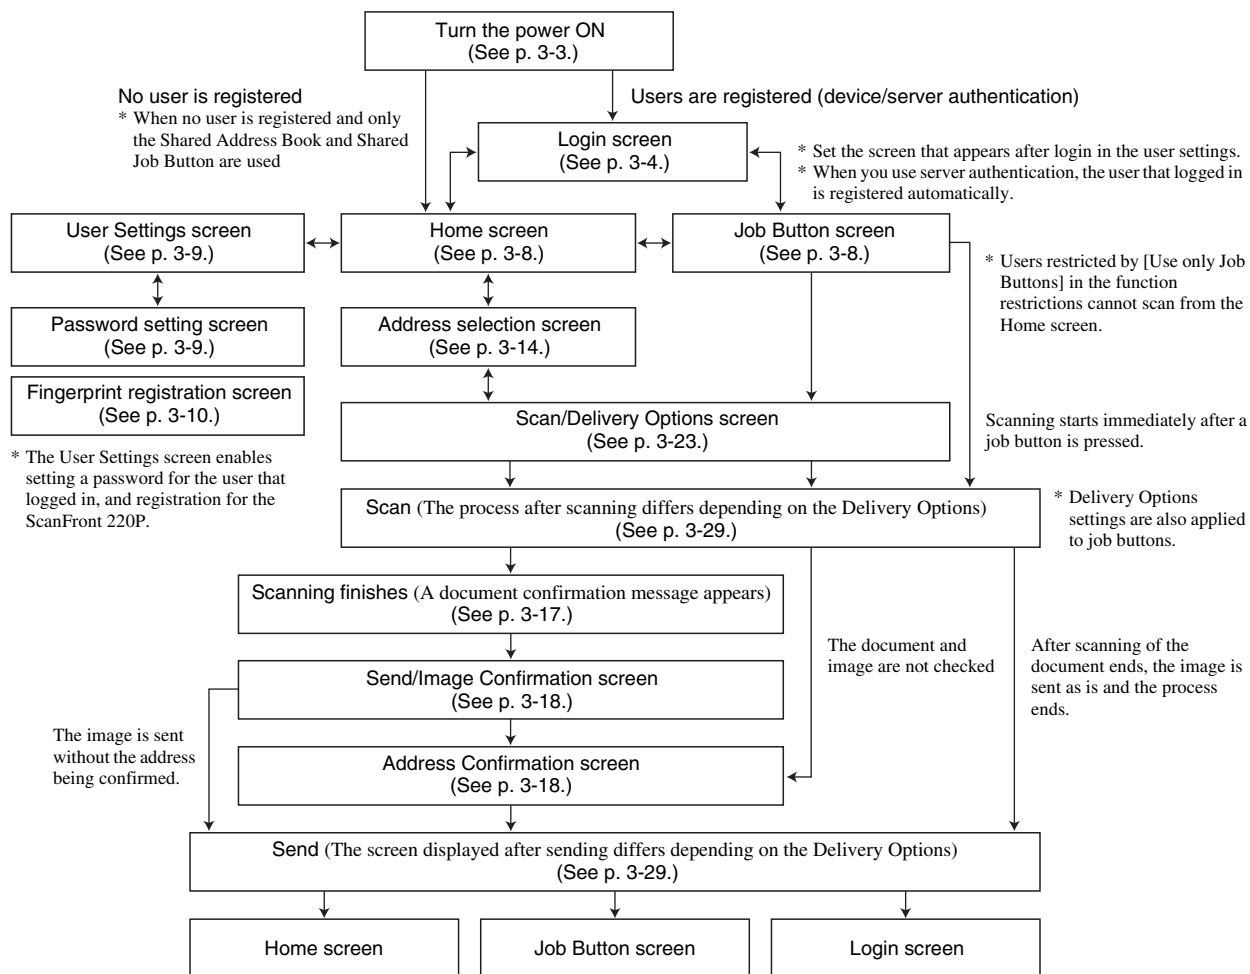 Turn the power ON
(See p. 3-3.)
No user is registered
* When no user is registered and only
the Shared Address Book and Shared
Job Button are used
Users are registered (device/server authentication)
Login screen
(See p. 3-4.)
* Set the screen that appears after login in the user settings.
* When you use server authentication, the user that logged in
is registered automatically.
User Settings screen
(See p. 3-9.)
Home screen
(See p. 3-8.)
Job Button screen
(See p. 3-8.)
* Users restricted by [Use only Job
Buttons] in the function
restrictions cannot scan from the
Home screen.
Password setting screen
(See p. 3-9.)
Address selection screen
(See p. 3-14.)
Fingerprint registration screen
(See p. 3-10.)
Scan/Delivery Options screen
(See p. 3-23.)
Scanning starts immediately after a
job button is pressed.
* The User Settings screen enables
setting a password for the user that
logged in, and registration for the
ScanFront 220P.
Scan (The process after scanning differs depending on the Delivery Options)
(See p. 3-29.)
* Delivery Options
settings are also applied
to job buttons.
Scanning finishes (A document confirmation message appears)
(See p. 3-17.)
The document and
image are not checked
After scanning of the
document ends, the image is
sent as is and the process
ends.
Send/Image Confirmation screen
(See p. 3-18.)
The image is sent
without the address
being confirmed.
Address Confirmation screen
(See p. 3-18.)
Send (The screen displayed after sending differs depending on the Delivery Options)
(See p. 3-29.)
Home screen
Job Button screen
Login screen